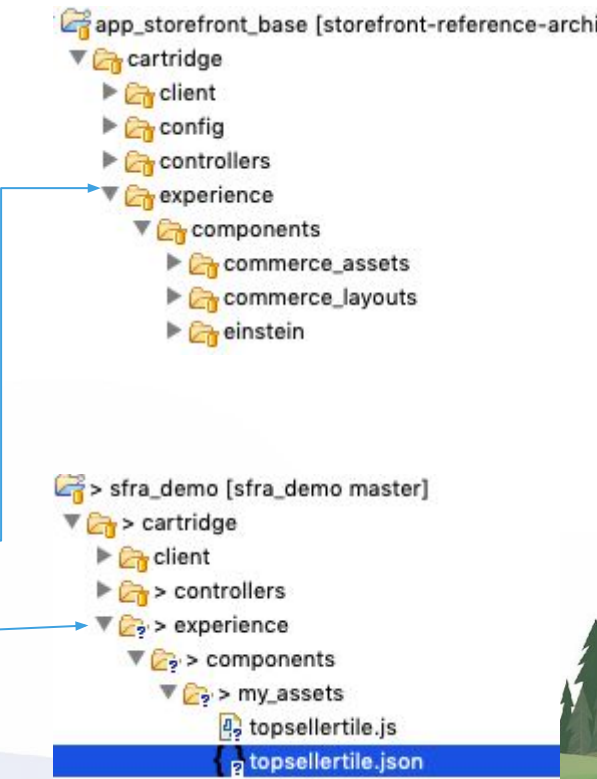 app_storefront_base [storefront-reference-archi
cartridge
client
config
controllers
experience
components
commerce_assets
commerce_layouts
einstein
> sfra_demo [sfra_demo master]
> cartridge
client
> controllers
> experience
> components
> my_assets
topsellertile.js
topsellertile.json